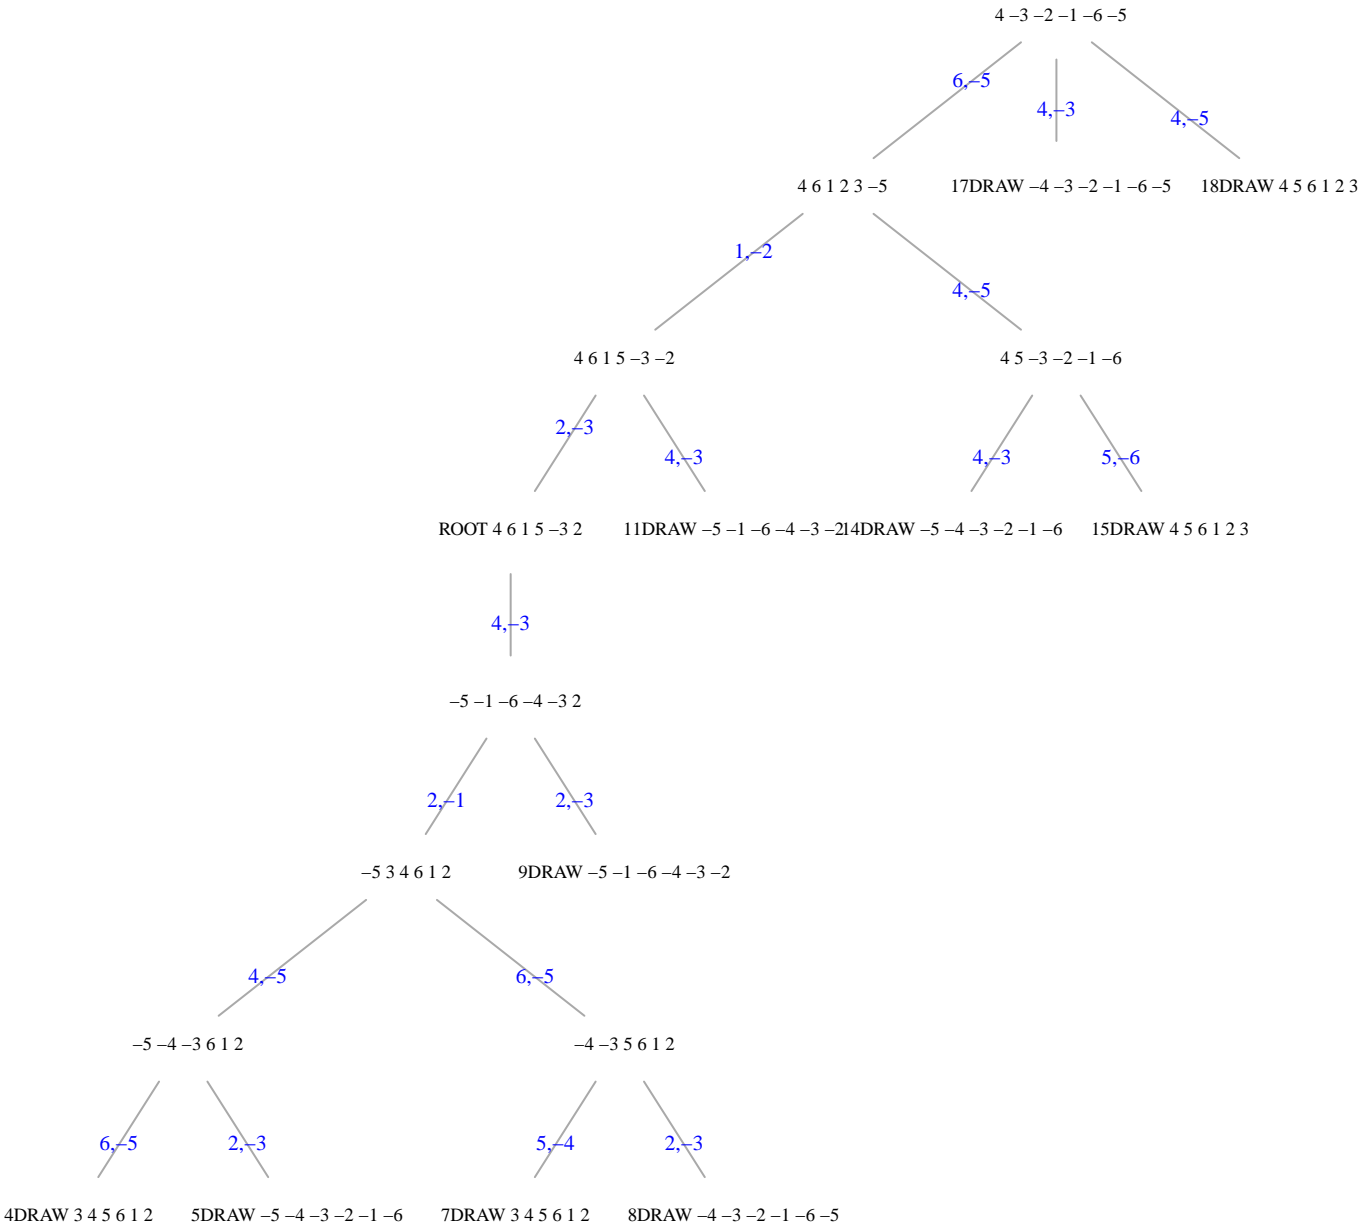 4 –3 –2 –1 –6 –5
6,–5
4,–3
4,–5
4 6 1 2 3 –5
17DRAW –4 –3 –2 –1 –6 –5
18DRAW 4 5 6 1 2 3
1,–2
4,–5
4 6 1 5 –3 –2
4 5 –3 –2 –1 –6
2,–3
4,–3
4,–3
5,–6
ROOT 4 6 1 5 –3 2
11DRAW –5 –1 –6 –4 –3 –2
14DRAW –5 –4 –3 –2 –1 –6
15DRAW 4 5 6 1 2 3
4,–3
–5 –1 –6 –4 –3 2
2,–1
2,–3
–5 3 4 6 1 2
9DRAW –5 –1 –6 –4 –3 –2
4,–5
6,–5
–5 –4 –3 6 1 2
–4 –3 5 6 1 2
6,–5
2,–3
5,–4
2,–3
4DRAW 3 4 5 6 1 2
5DRAW –5 –4 –3 –2 –1 –6
7DRAW 3 4 5 6 1 2
8DRAW –4 –3 –2 –1 –6 –5